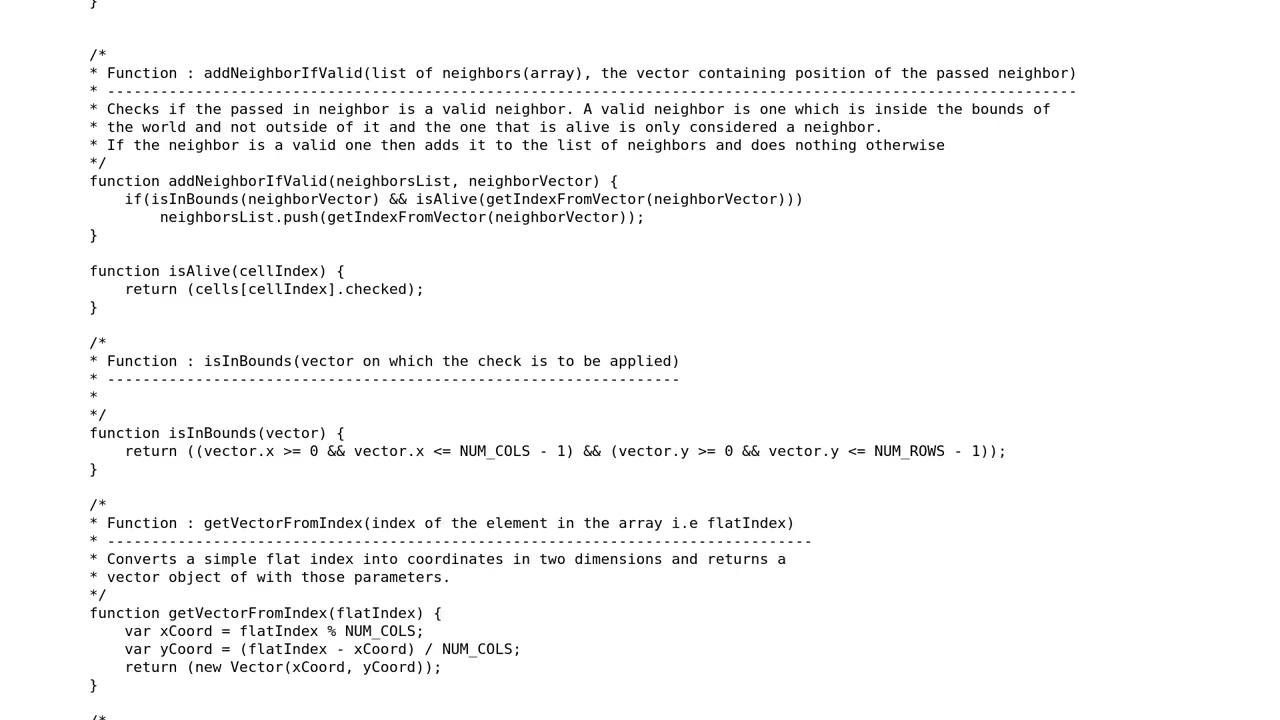 }
/*
* Function : addNeighborIfValid(list of neighbors(array), the vector containing position of the passed neighbor)
* --------------------------------------------------------------------------------------------------------------
* Checks if the passed in neighbor is a valid neighbor. A valid neighbor is one which is inside the bounds of
* the world and not outside of it and the one that is alive is only considered a neighbor.
* If the neighbor is a valid one then adds it to the list of neighbors and does nothing otherwise
*/
function addNeighborIfValid(neighborsList, neighborVector) {
    if(isInBounds(neighborVector) && isAlive(getIndexFromVector(neighborVector)))
        neighborsList.push(getIndexFromVector(neighborVector));
}
function isAlive(cellIndex) {
    return (cells[cellIndex].checked);
}
/*
* Function : isInBounds(vector on which the check is to be applied)
* -----------------------------------------------------------------
*
*/
function isInBounds(vector) {
    return ((vector.x >= 0 && vector.x <= NUM_COLS - 1) && (vector.y >= 0 && vector.y <= NUM_ROWS - 1));
}
/*
* Function : getVectorFromIndex(index of the element in the array i.e flatIndex)
* --------------------------------------------------------------------------------
* Converts a simple flat index into coordinates in two dimensions and returns a
* vector object of with those parameters.
*/
function getVectorFromIndex(flatIndex) {
    var xCoord = flatIndex % NUM_COLS;
    var yCoord = (flatIndex - xCoord) / NUM_COLS;
    return (new Vector(xCoord, yCoord));
}
/*